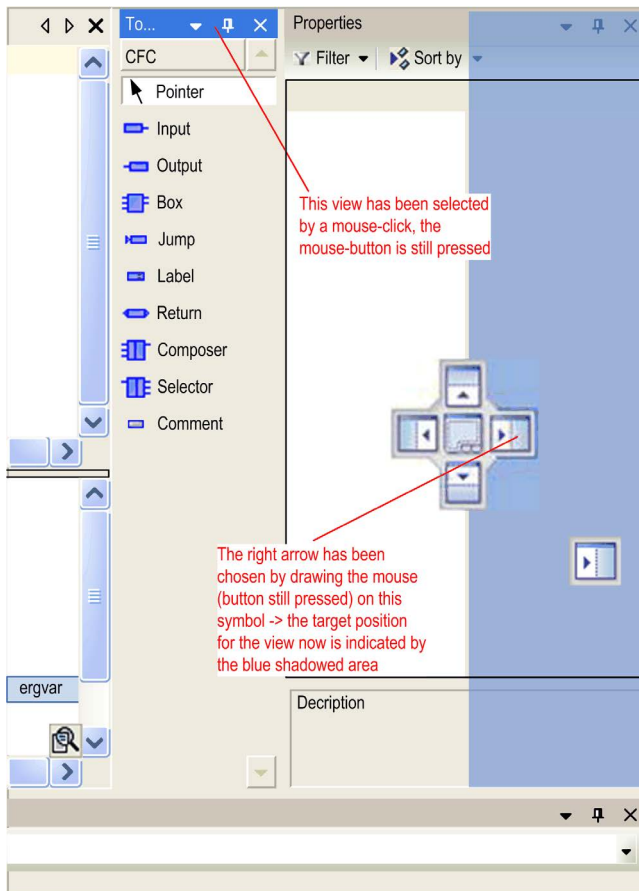 To...
CFC
Pointer
Input
Output
Box
Jump
Label
Return
Composer
Selector
Comment
Properties
Filter
Sort by
This view has been selected
by a mouse-click, the
mouse-button is still pressed
The right arrow has been
chosen by drawing the mouse
(button still pressed) on this
symbol -> the target position
for the view now is indicated by
the blue shadowed area
ergvar
Decription